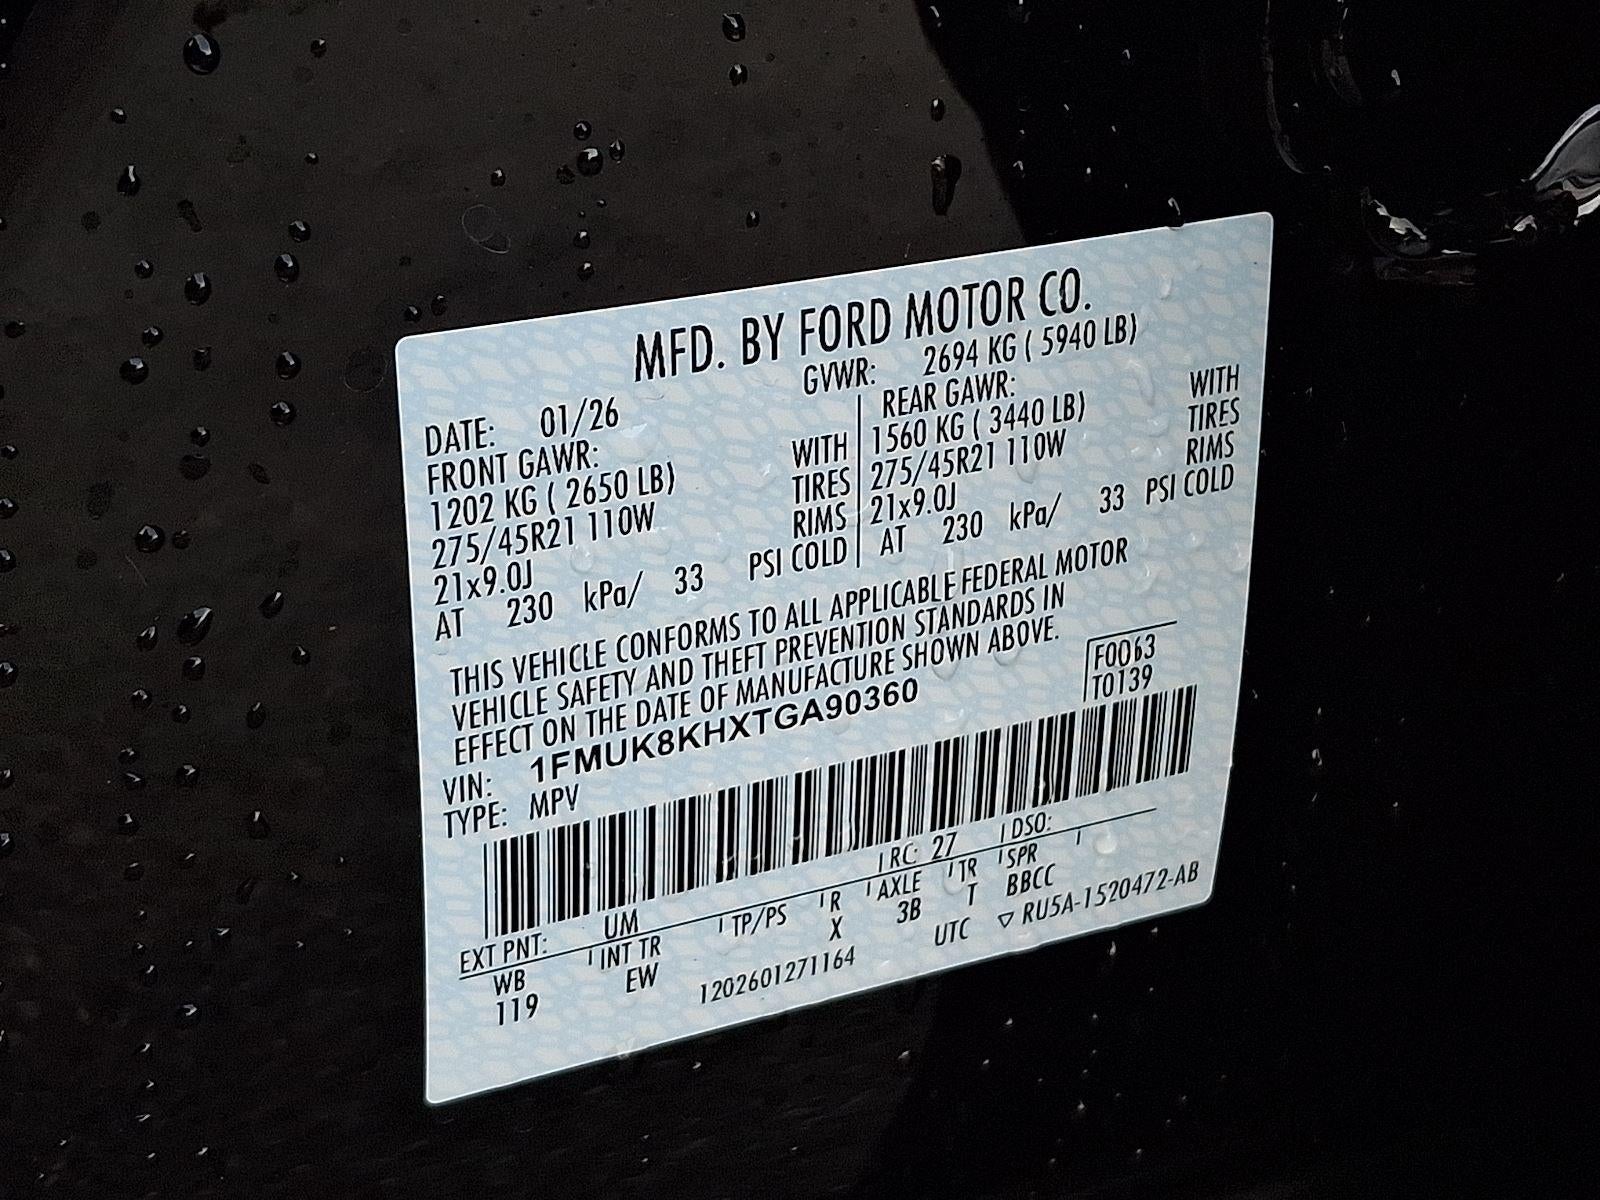 MFD. BY FORD MOTOR CO.
DATE: 01/26 GVWR: 2694 KG ( 5940 LB)
FRONT GAWR: REAR GAWR:
1202 KG ( 2650 LB) WITH 1560 KG ( 3440 LB) WITH
275/45R21 110W TIRES 275/45R21 110W TIRES
21x9.0J RIMS 21x9.0J RIMS
AT 230 kPa/ 33 PSI COLD AT 230 kPa/ 33 PSI COLD
THIS VEHICLE CONFORMS TO ALL APPLICABLE FEDERAL MOTOR
VEHICLE SAFETY AND THEFT PREVENTION STANDARDS IN
EFFECT ON THE DATE OF MANUFACTURE SHOWN ABOVE.
VIN: 1FMUK8KHXTGA90360 F0063
TYPE: MPV T0139
EXT PNT: UM RC: 27 DSO:
WB INT TR TP/PS R AXLE TR SPR
119 EW X 3B T BBCC
1202601271164 UTC ▽ RU5A-1520472-AB